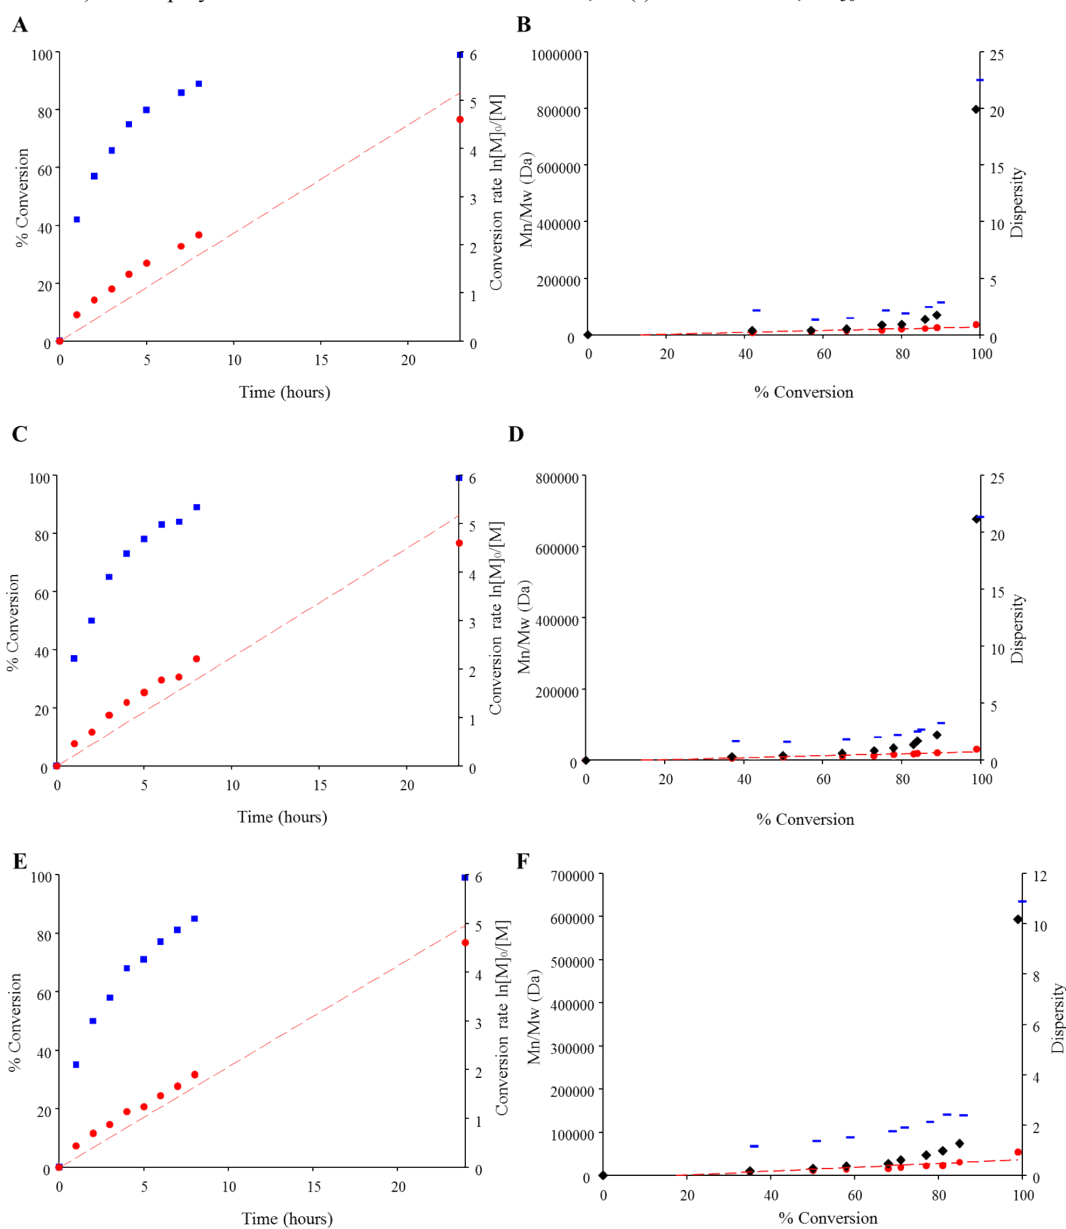 A
B
100
80
60
40
20
0
% Conversion
6
5
4
3
2
1
0
Conversion rate ln[M]₀/[M]
0 5 10 15 20
Time (hours)
1000000
800000
600000
400000
200000
0
Mn/Mw (Da)
25
20
15
10
5
0
Dispersity
0 20 40 60 80 100
% Conversion
C
D
100
80
60
40
20
0
% Conversion
6
5
4
3
2
1
0
Conversion rate ln[M]₀/[M]
0 5 10 15 20
Time (hours)
800000
600000
400000
200000
0
Mn/Mw (Da)
25
20
15
10
5
0
Dispersity
0 20 40 60 80 100
% Conversion
E
F
100
80
60
40
20
0
% Conversion
6
5
4
3
2
1
0
Conversion rate ln[M]₀/[M]
0 5 10 15 20
Time (hours)
700000
600000
500000
400000
300000
200000
100000
0
Mn/Mw (Da)
12
10
8
6
4
2
0
Dispersity
0 20 40 60 80 100
% Conversion